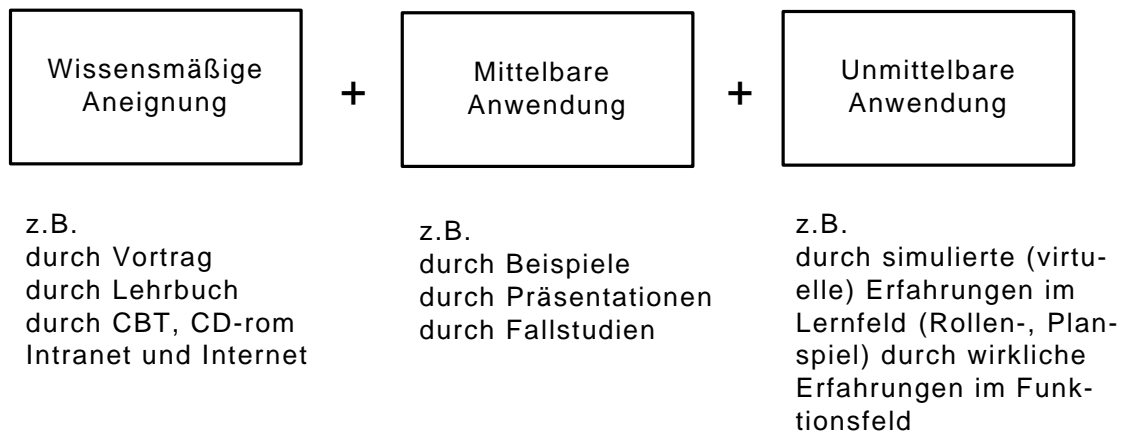 Wissensmäßige
Aneignung
+
Mittelbare
Anwendung
+
Unmittelbare
Anwendung
z.B.
durch Vortrag
durch Lehrbuch
durch CBT, CD-rom
Intranet und Internet
z.B.
durch Beispiele
durch Präsentationen
durch Fallstudien
z.B.
durch simulierte (virtu-
elle) Erfahrungen im
Lernfeld (Rollen-, Plan-
spiel) durch wirkliche
Erfahrungen im Funk-
tionsfeld